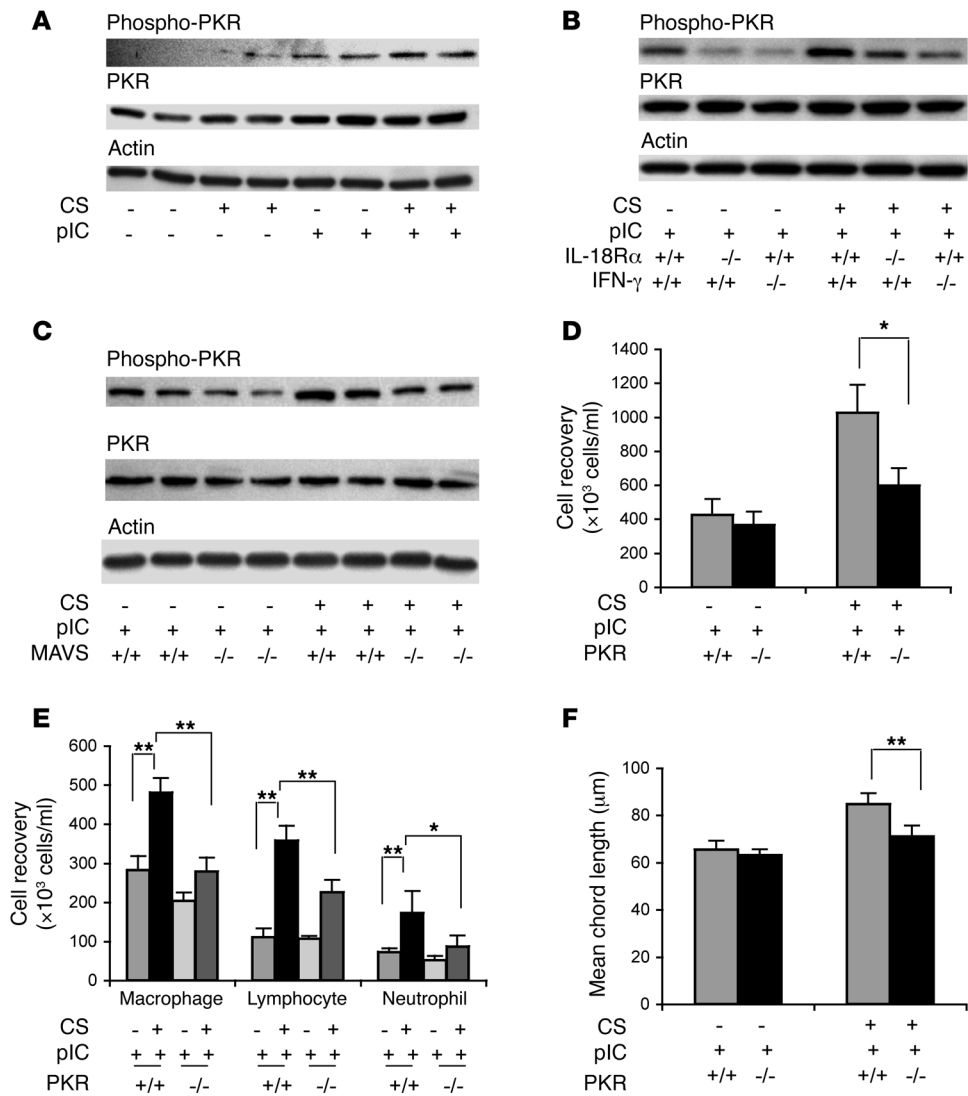 A
Phospho-PKR
PKR
Actin
CS - - + + - - + +
pIC - - - - + + + +
B
Phospho-PKR
PKR
Actin
CS - - - + + +
pIC + + + + + +
IL-18Rα +/+ -/- +/+ +/+ -/- +/+
IFN-γ +/+ +/+ -/- +/+ +/+ -/-
C
Phospho-PKR
PKR
Actin
CS - - - - + + + +
pIC + + + + + + + +
MAVS +/+ +/+ -/- -/- +/+ +/+ -/- -/-
D
Cell recovery
(×10³ cells/ml)
1400
1200
1000
800
600
400
200
0
*
CS - - + +
pIC + + + +
PKR +/+ -/- +/+ -/-
E
Cell recovery
(×10³ cells/ml)
600
500
400
300
200
100
0
** **
** **
** *
Macrophage Lymphocyte Neutrophil
CS - + - + - + - + - + - +
pIC + + + + + + + + + + + +
PKR +/+ -/- +/+ -/- +/+ -/-
F
Mean chord length (μm)
100
80
60
40
20
0
**
CS - - + +
pIC + + + +
PKR +/+ -/- +/+ -/-